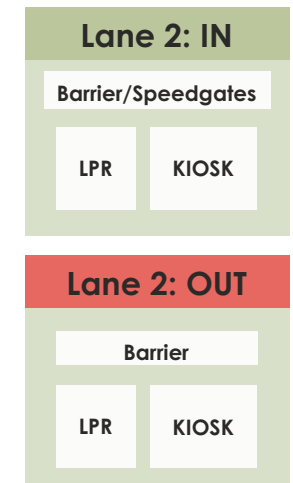 Lane 2: IN
Barrier/Speedgates
LPR KIOSK
Lane 2: OUT
Barrier
LPR KIOSK